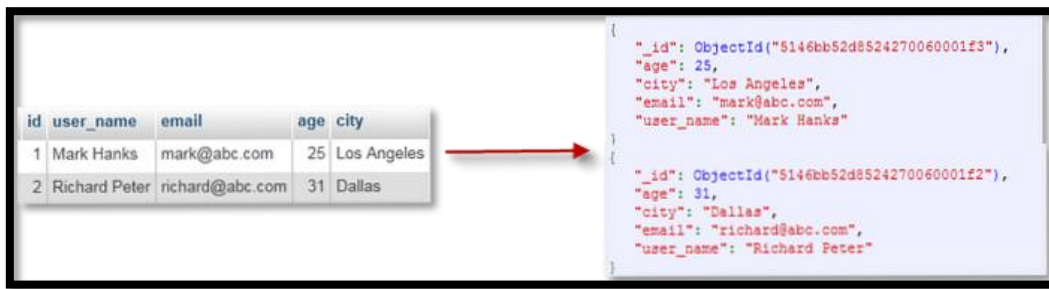 id user_name email age city
1 Mark Hanks mark@abc.com 25 Los Angeles
2 Richard Peter richard@abc.com 31 Dallas
{
"_id": ObjectId("5146bb52d8524270060001f3"),
"age": 25,
"city": "Los Angeles",
"email": "mark@abc.com",
"user_name": "Mark Hanks"
}
{
"_id": ObjectId("5146bb52d8524270060001f2"),
"age": 31,
"city": "Dallas",
"email": "richard@abc.com",
"user_name": "Richard Peter"
}